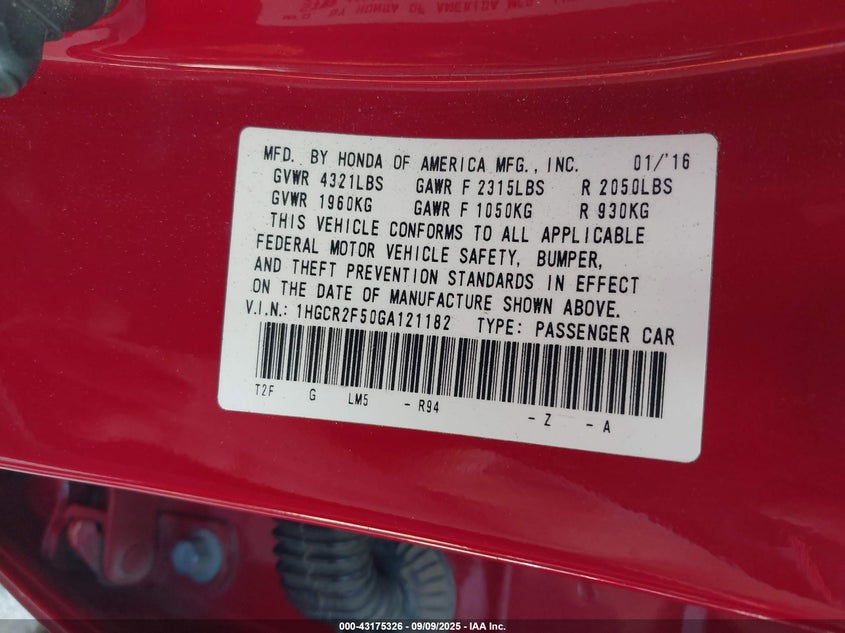 MFD. BY HONDA OF AMERICA MFG., INC. 01/'16
GVWR 4321LBS GAWR F 2315LBS R 2050LBS
GVWR 1960KG GAWR F 1050KG R 930KG
THIS VEHICLE CONFORMS TO ALL APPLICABLE
FEDERAL MOTOR VEHICLE SAFETY, BUMPER,
AND THEFT PREVENTION STANDARDS IN EFFECT
ON THE DATE OF MANUFACTURE SHOWN ABOVE.
V.I.N.: 1HGCR2F50GA121182 TYPE: PASSENGER CAR
T2F G LM5 - R94 - Z - A
000-43175326 - 09/09/2025 - IAA Inc.